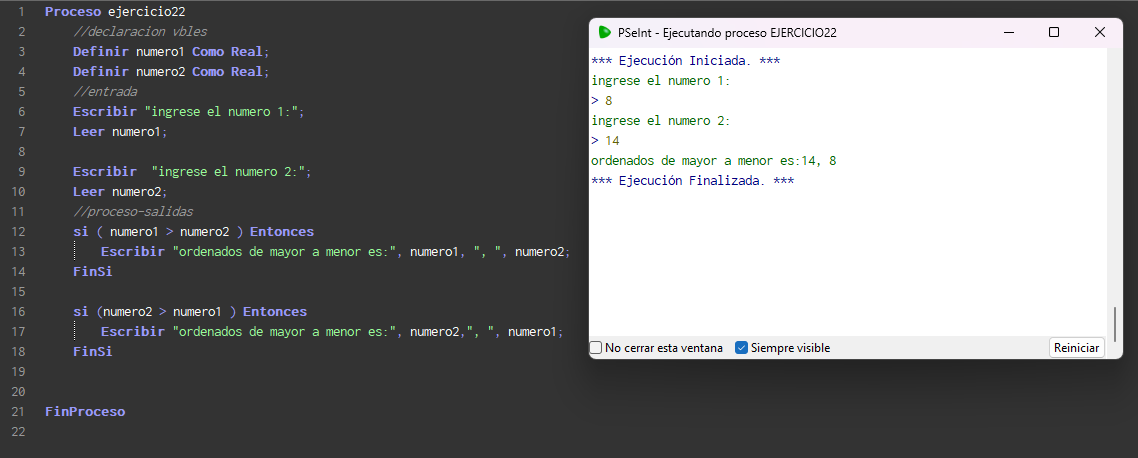 1 Proceso ejercicio22
2 //declaracion vbles
3 Definir numero1 Como Real;
4 Definir numero2 Como Real;
5 //entrada
6 Escribir "ingrese el numero 1:";
7 Leer numero1;
8
9 Escribir  "ingrese el numero 2:";
10 Leer numero2;
11 //proceso-salidas
12 si ( numero1 > numero2 ) Entonces
13 Escribir "ordenados de mayor a menor es:", numero1, ", ", numero2;
14 FinSi
15
16 si (numero2 > numero1 ) Entonces
17 Escribir "ordenados de mayor a menor es:", numero2,", ", numero1;
18 FinSi
19
20
21 FinProceso
22
PSeInt - Ejecutando proceso EJERCICIO22
*** Ejecución Iniciada. ***
ingrese el numero 1:
> 8
ingrese el numero 2:
> 14
ordenados de mayor a menor es:14, 8
*** Ejecución Finalizada. ***
No cerrar esta ventana Siempre visible Reiniciar